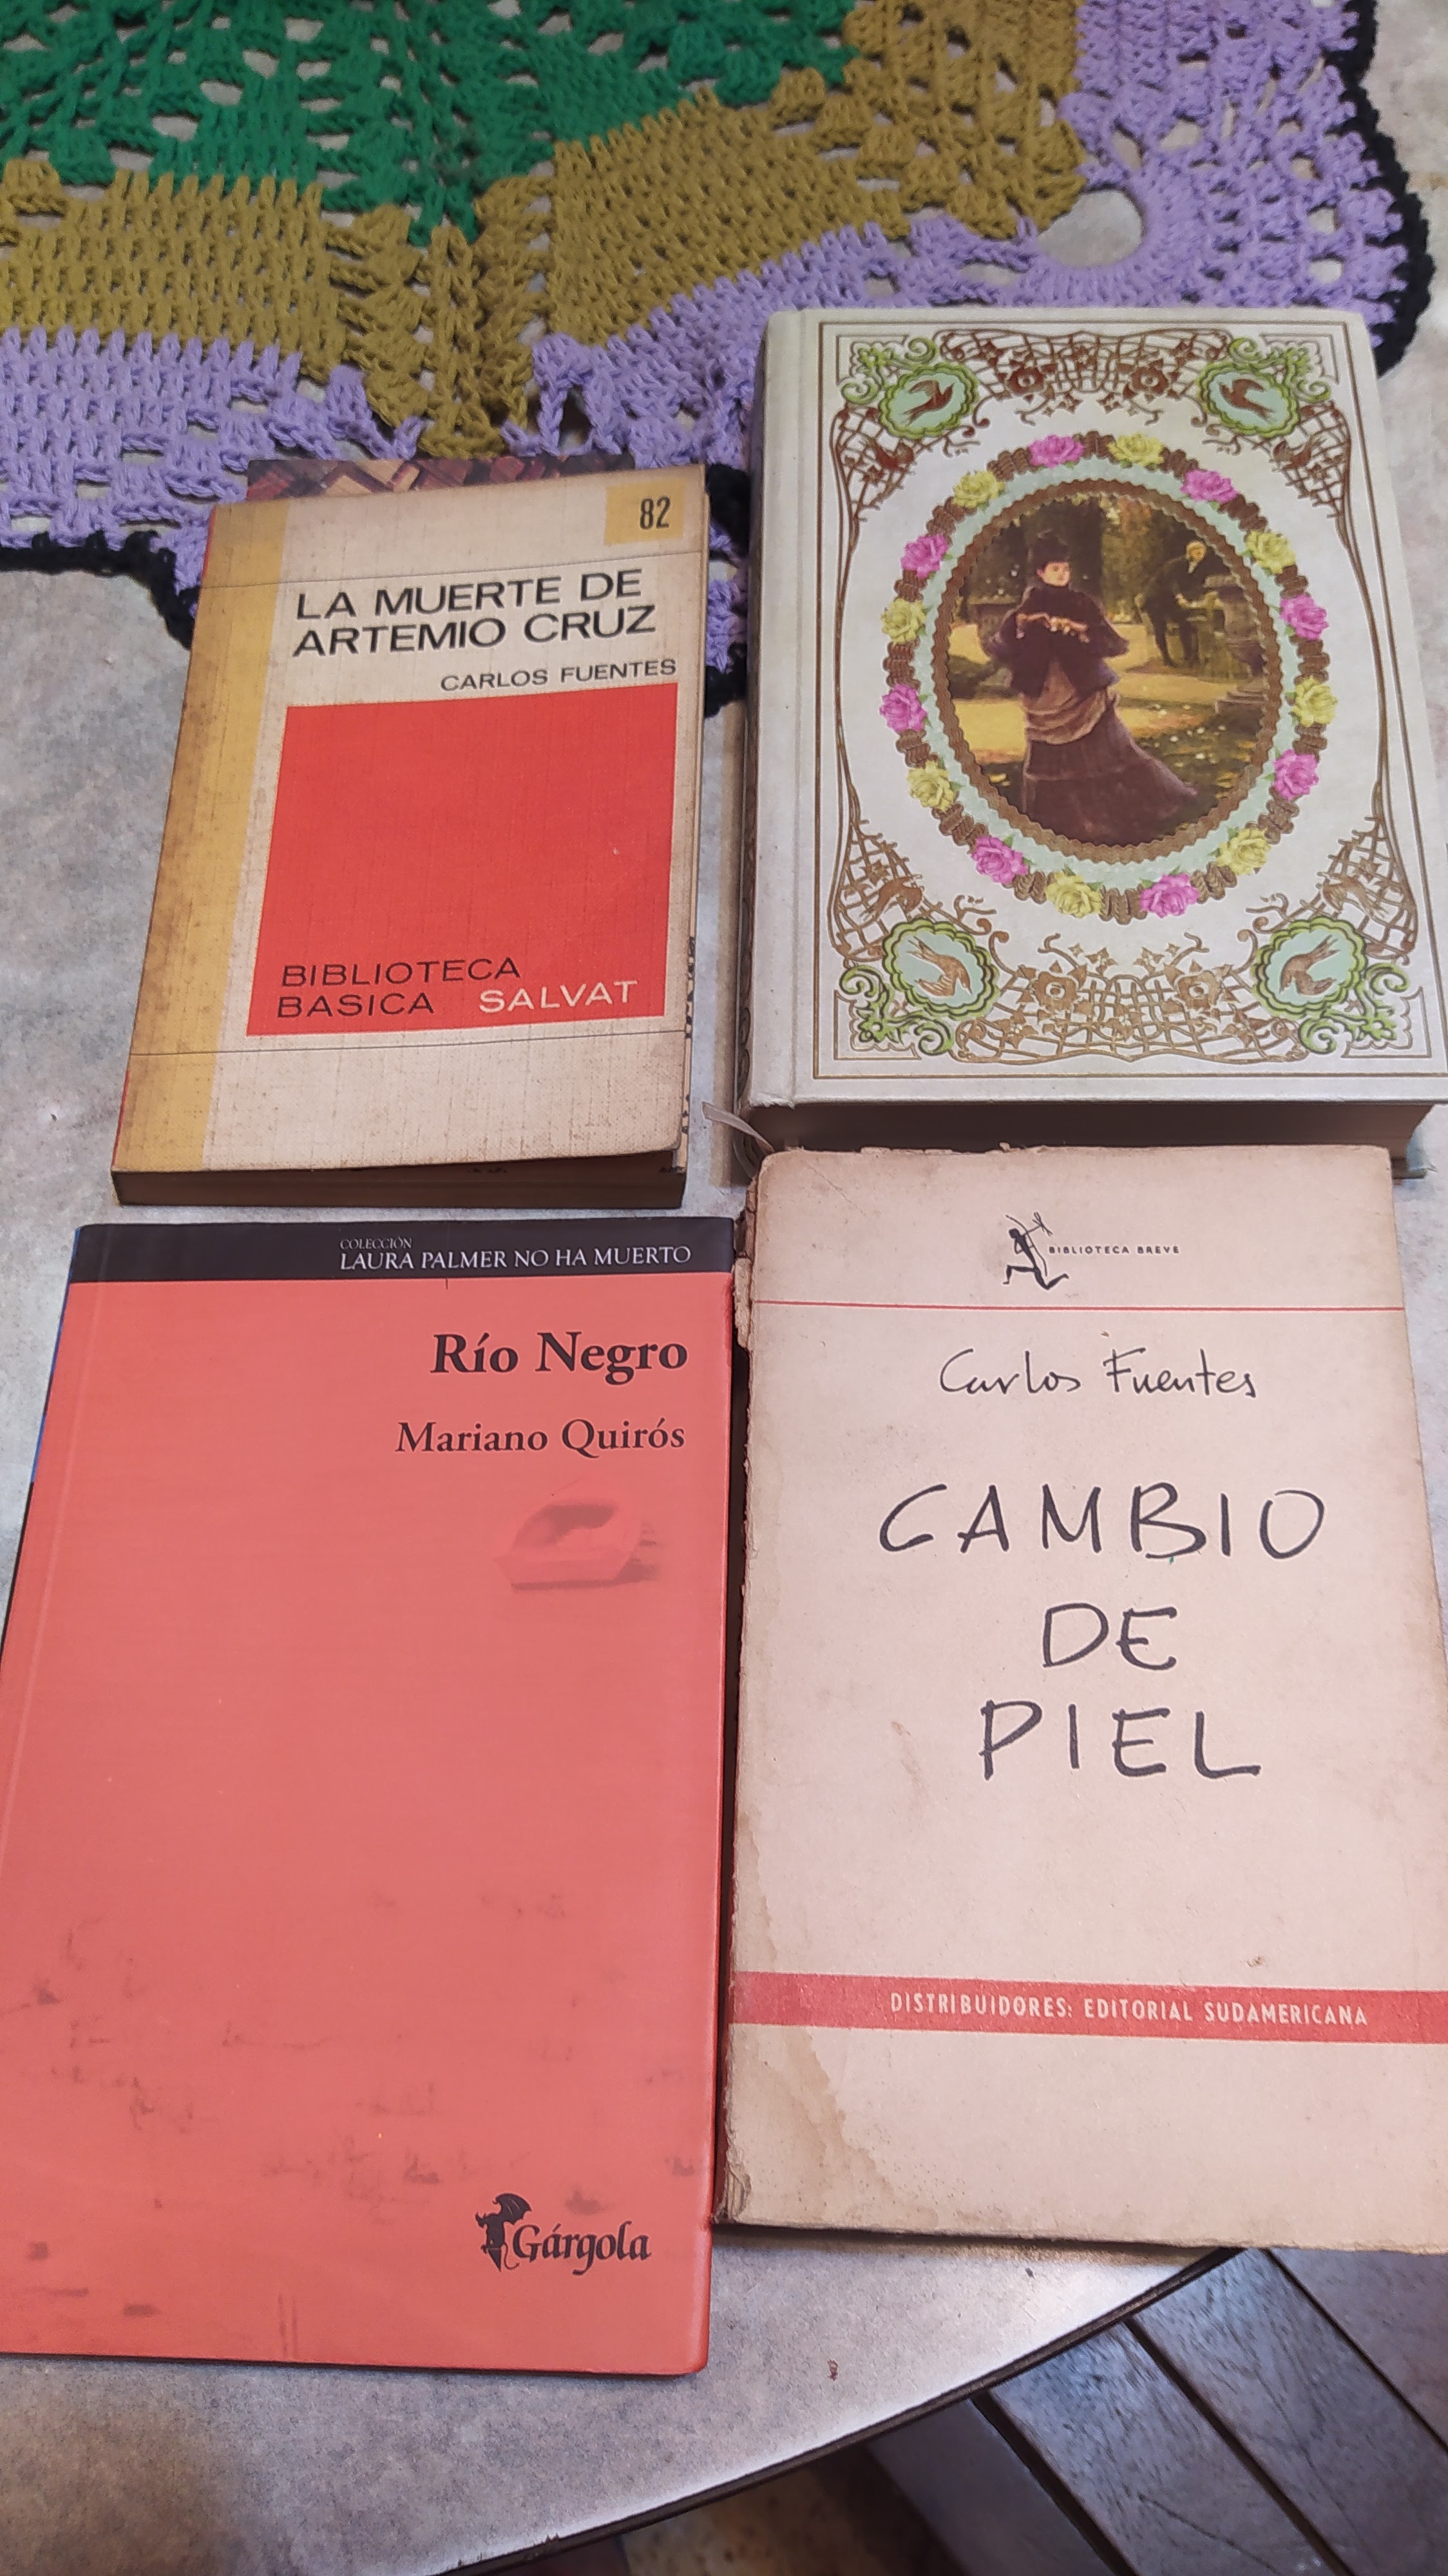 82
LA MUERTE DE
ARTEMIO CRUZ
CARLOS FUENTES
BIBLIOTECA
BASICA SALVAT
COLECCIÓN
LAURA PALMER NO HA MUERTO
Río Negro
Mariano Quirós
Gárgola
BIBLIOTECA BREVE
Carlos Fuentes
CAMBIO
DE
PIEL
DISTRIBUIDORES: EDITORIAL SUDAMERICANA